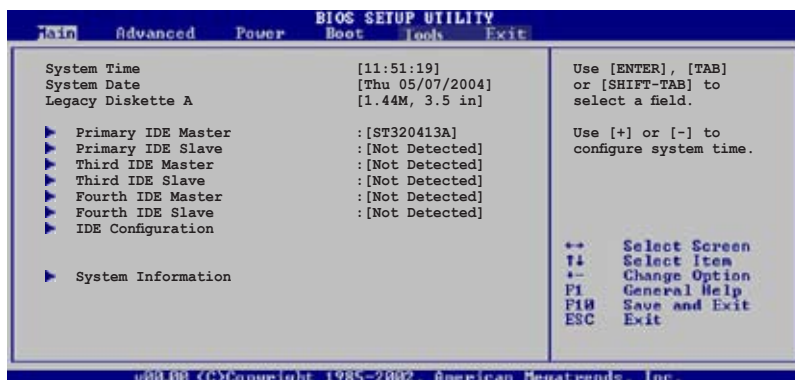 BIOS SETUP UTILITY
Main Advanced Power Boot Tools Exit
System Time [11:51:19]
System Date [Thu 05/07/2004]
Legacy Diskette A [1.44M, 3.5 in]
Primary IDE Master :[ST320413A]
Primary IDE Slave :[Not Detected]
Third IDE Master :[Not Detected]
Third IDE Slave :[Not Detected]
Fourth IDE Master :[Not Detected]
Fourth IDE Slave :[Not Detected]
IDE Configuration
System Information
Use [ENTER], [TAB]
or [SHIFT-TAB] to
select a field.
Use [+] or [-] to
configure system time.
↔ Select Screen
↑↓ Select Item
+- Change Option
F1 General Help
F10 Save and Exit
ESC Exit
v00.00 (C)Copyright 1985-2002, American Megatrends, Inc.